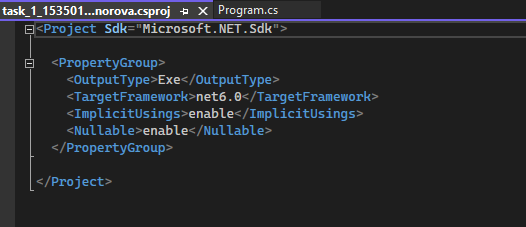 task_1_153501...norova.csproj Program.cs
<Project Sdk="Microsoft.NET.Sdk">
<PropertyGroup>
<OutputType>Exe</OutputType>
<TargetFramework>net6.0</TargetFramework>
<ImplicitUsings>enable</ImplicitUsings>
<Nullable>enable</Nullable>
</PropertyGroup>
</Project>